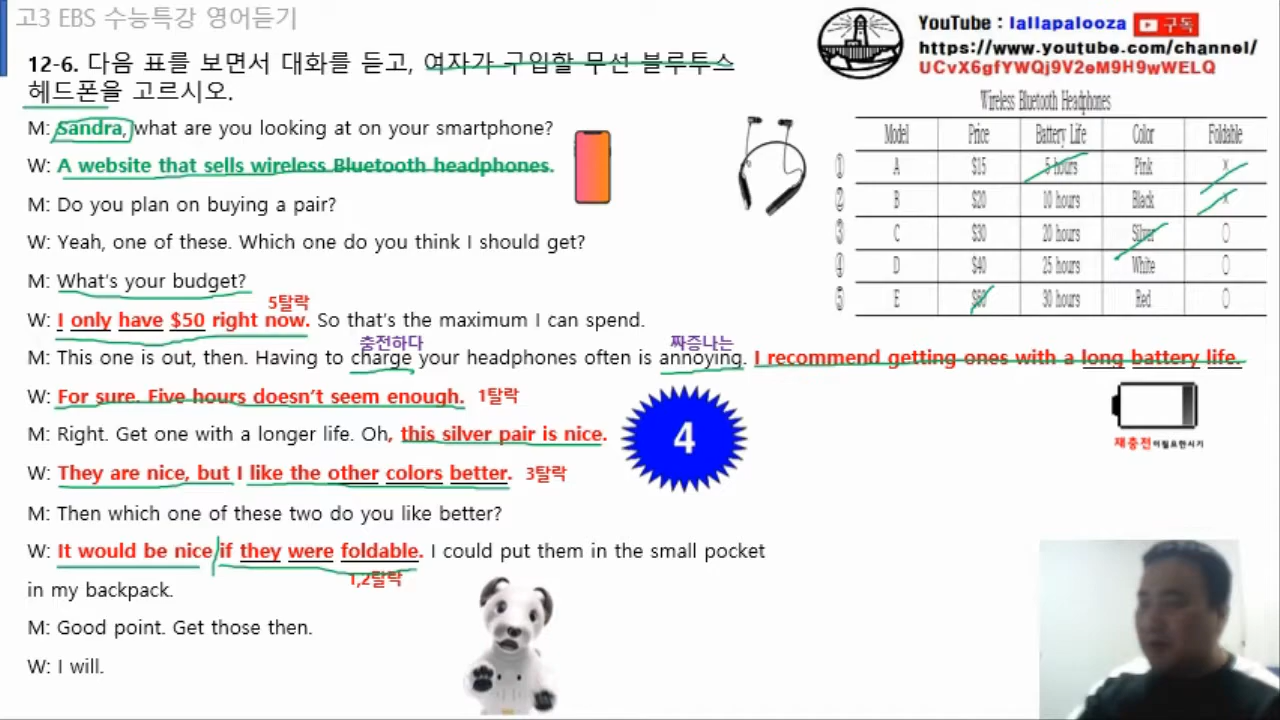 고3 EBS 수능특강 영어듣기
YouTube : lallapalooza 구독
https://www.youtube.com/channel/
UCvX6gfYWQj9V2eM9H9wWELQ
12-6. 다음 표를 보면서 대화를 듣고, 여자가 구입할 무선 블루투스
헤드폰을 고르시오.
M: Sandra, what are you looking at on your smartphone?
W: A website that sells wireless Bluetooth headphones.
M: Do you plan on buying a pair?
W: Yeah, one of these. Which one do you think I should get?
M: What's your budget?
5탈락
W: I only have $50 right now. So that's the maximum I can spend.
충전하다 짜증나는
M: This one is out, then. Having to charge your headphones often is annoying. I recommend getting ones with a long battery life.
W: For sure. Five hours doesn't seem enough. 1탈락
M: Right. Get one with a longer life. Oh, this silver pair is nice.
W: They are nice, but I like the other colors better. 3탈락
M: Then which one of these two do you like better?
W: It would be nice if they were foldable. I could put them in the small pocket
1,2탈락
in my backpack.
M: Good point. Get those then.
W: I will.
4
Wireless Bluetooth Headphones
Model Price Battery Life Color Foldable
① A $15 5 hours Pink ×
② B $20 10 hours Black ×
③ C $30 20 hours Silver ○
④ D $40 25 hours White ○
⑤ E $60 30 hours Red ○
재충전이필요한시기